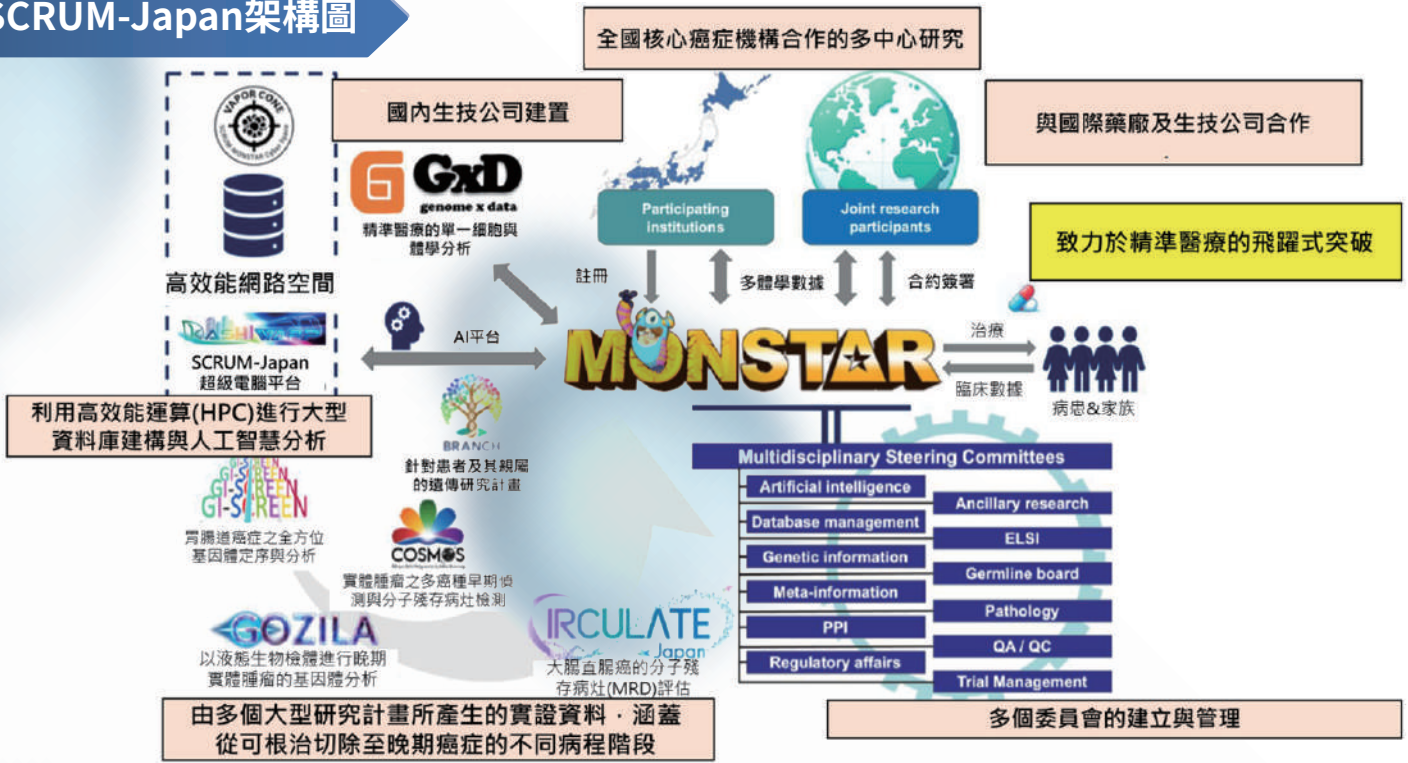 SCRUM-Japan架構圖
全國核心癌症機構合作的多中心研究
VAPOR CONE
國內生技公司建置
與國際藥廠及生技公司合作
GxD
genome x data
精準醫療的單一細胞與
體學分析
Participating
institutions
Joint research
participants
致力於精準醫療的飛躍式突破
高效能網路空間
註冊
多體學數據
合約簽署
SCRUM-Japan
超級電腦平台
AI平台
MONSTAR
治療
臨床數據
病患&家族
利用高效能運算(HPC)進行大型
資料庫建構與人工智慧分析
BRANCH
針對患者及其親屬
的遺傳研究計畫
GI-SCREEN
GI-SCREEN
GI-SCREEN
胃腸道癌症之全方位
基因體定序與分析
COSMOS
實體腫瘤之多癌種早期偵
測與分子殘存病灶檢測
GOZILA
以液態生物檢體進行晚期
實體腫瘤的基因體分析
IRCULATE
Japan
大腸直腸癌的分子殘
存病灶(MRD)評估
由多個大型研究計畫所產生的實證資料，涵蓋
從可根治切除至晚期癌症的不同病程階段
Multidisciplinary Steering Committees
Artificial intelligence
Ancillary research
Database management
ELSI
Genetic information
Germline board
Meta-information
Pathology
PPI
QA / QC
Regulatory affairs
Trial Management
多個委員會的建立與管理